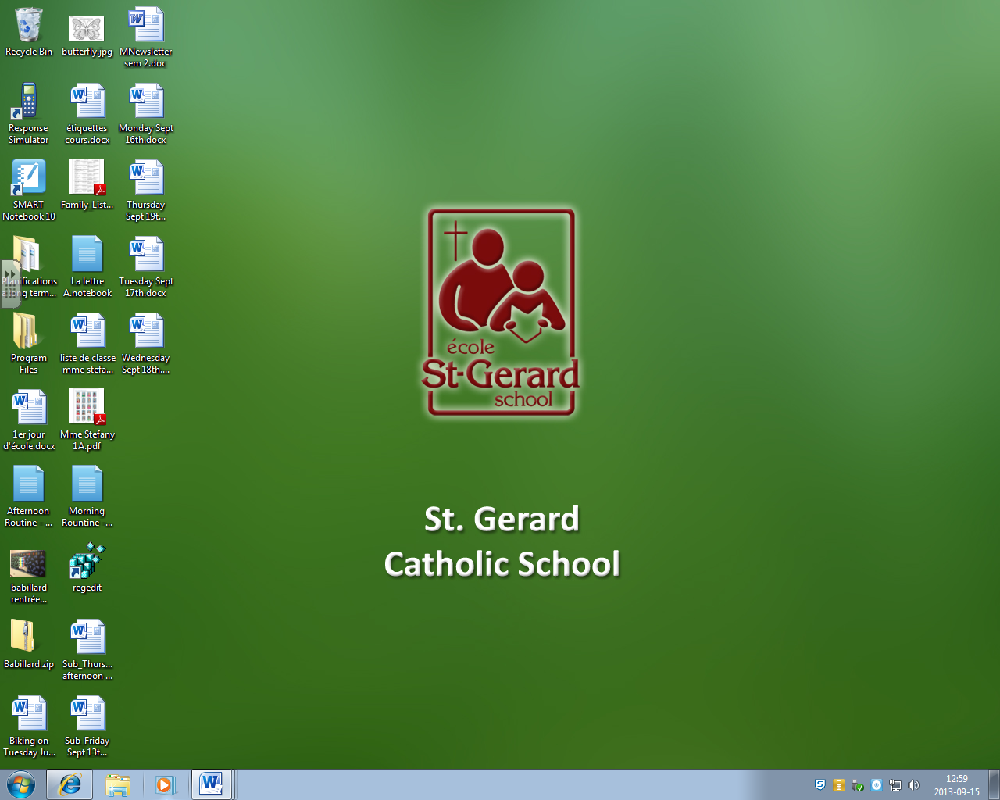 Recycle Bin
butterfly.jpg
MNewsletter
sem 2.doc
Response
Simulator
étiquettes
cours.docx
Monday Sept
16th.docx
SMART
Notebook 10
Family_List...
Thursday
Sept 19t...
Planifications
a long term...
La lettre
A.notebook
Tuesday Sept
17th.docx
Program
Files
liste de classe
mme stefa...
Wednesday
Sept 18th....
1er jour
d'école.docx
Mme Stefany
1A.pdf
Afternoon
Routine - ...
Morning
Rountine -...
babillard
rentrée...
regedit
Babillard.zip
Sub_Thurs...
afternoon ...
Biking on
Tuesday Ju...
Sub_Friday
Sept 13t...
école
St-Gerard
school
St. Gerard
Catholic School
12:59
2013-09-15